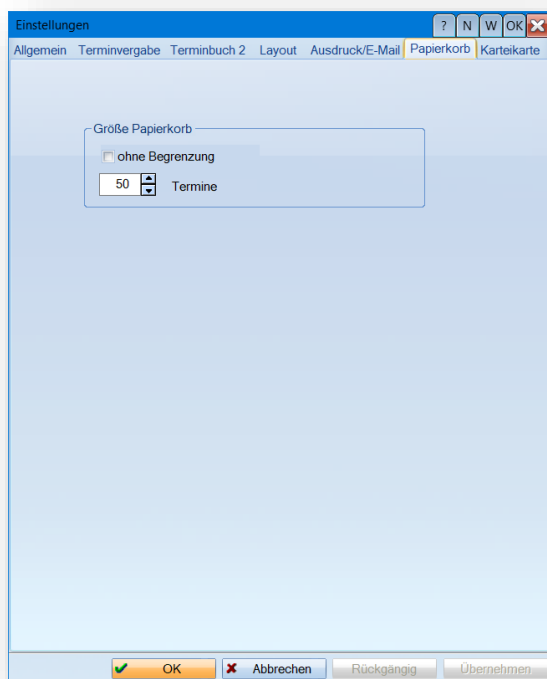 Einstellungen ? N W OK
Allgemein Terminvergabe Terminbuch 2 Layout Ausdruck/E-Mail Papierkorb Karteikarte
Größe Papierkorb
ohne Begrenzung
50 Termine
OK Abbrechen Rückgängig Übernehmen